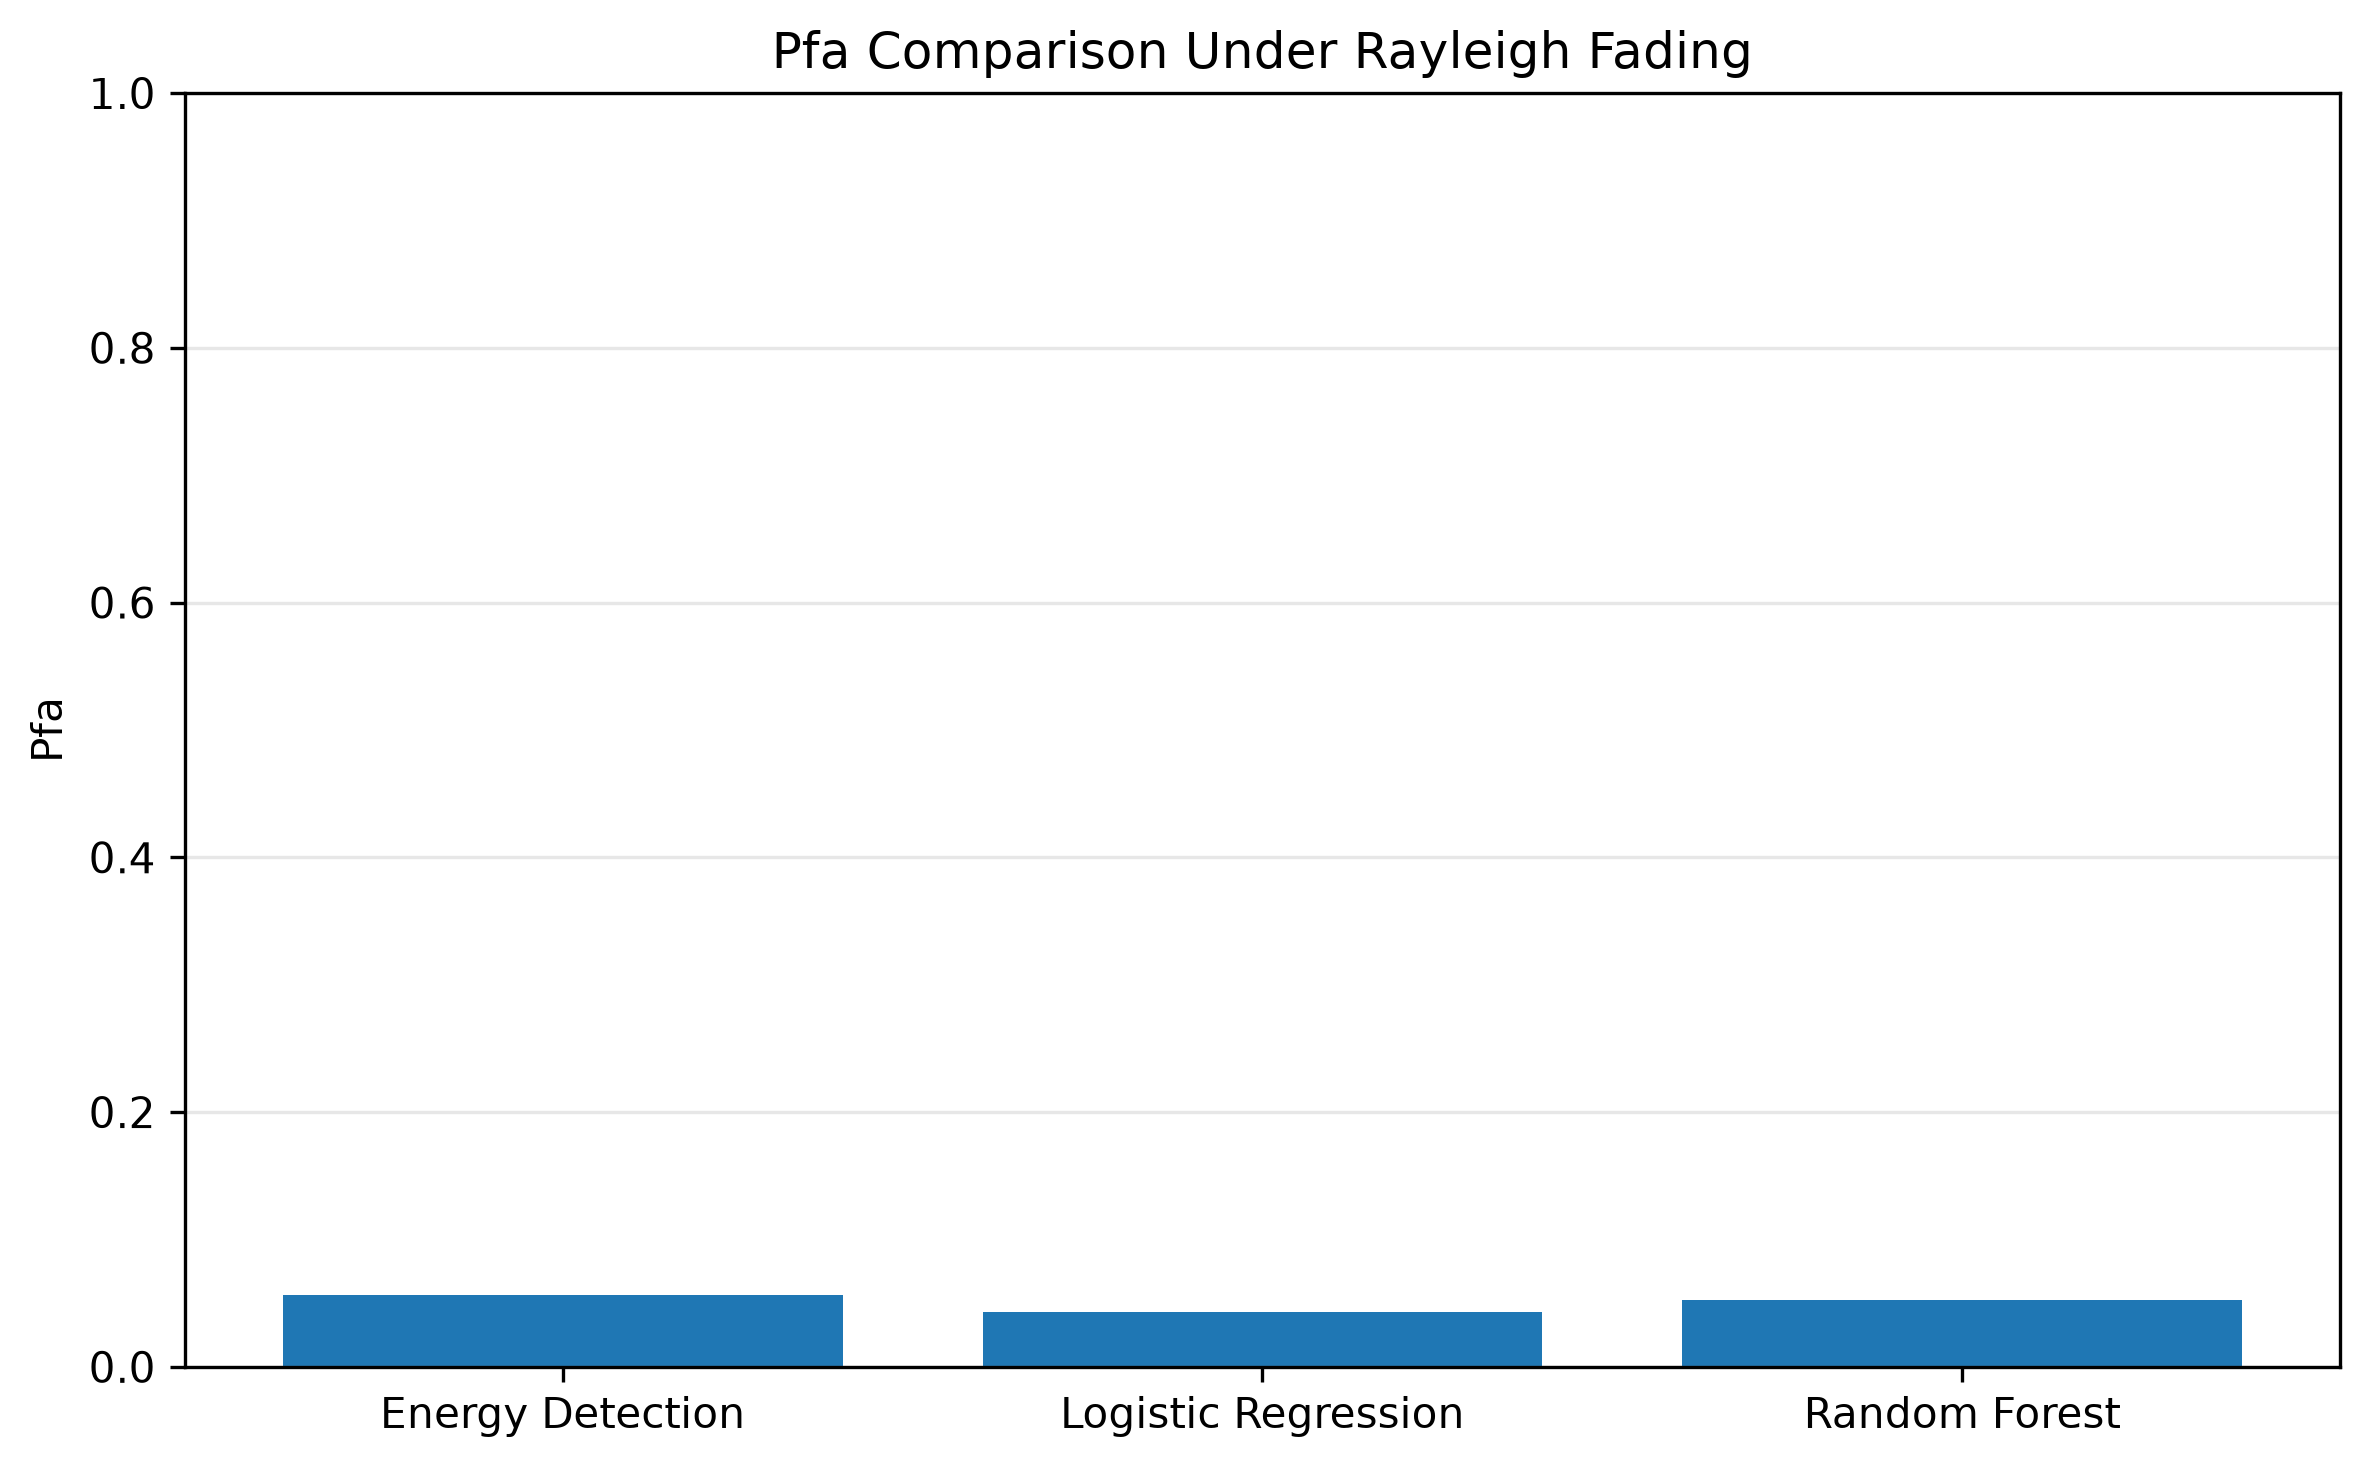 Pfa Comparison Under Rayleigh Fading
1.0
0.8
0.6
0.4
0.2
0.0
Pfa
Energy Detection
Logistic Regression
Random Forest